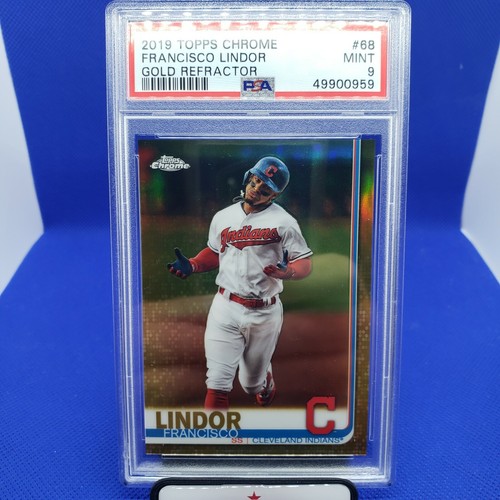 2019 TOPPS CHROME #68
FRANCISCO LINDOR MINT
GOLD REFRACTOR 9
PSA 49900959
Topps
Chrome
C
Indians
LINDOR
FRANCISCO
C
SS | CLEVELAND INDIANS®